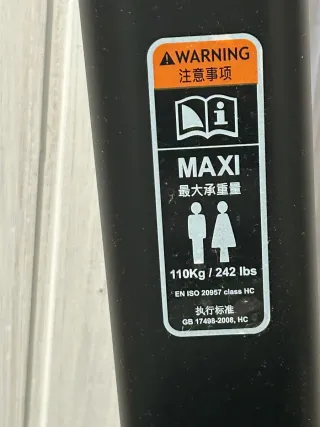 ⚠WARNING
注意事项
MAXI
最大承重量
110Kg / 242 lbs
EN ISO 20957 class HC
执行标准
GB 17498-2008, HC